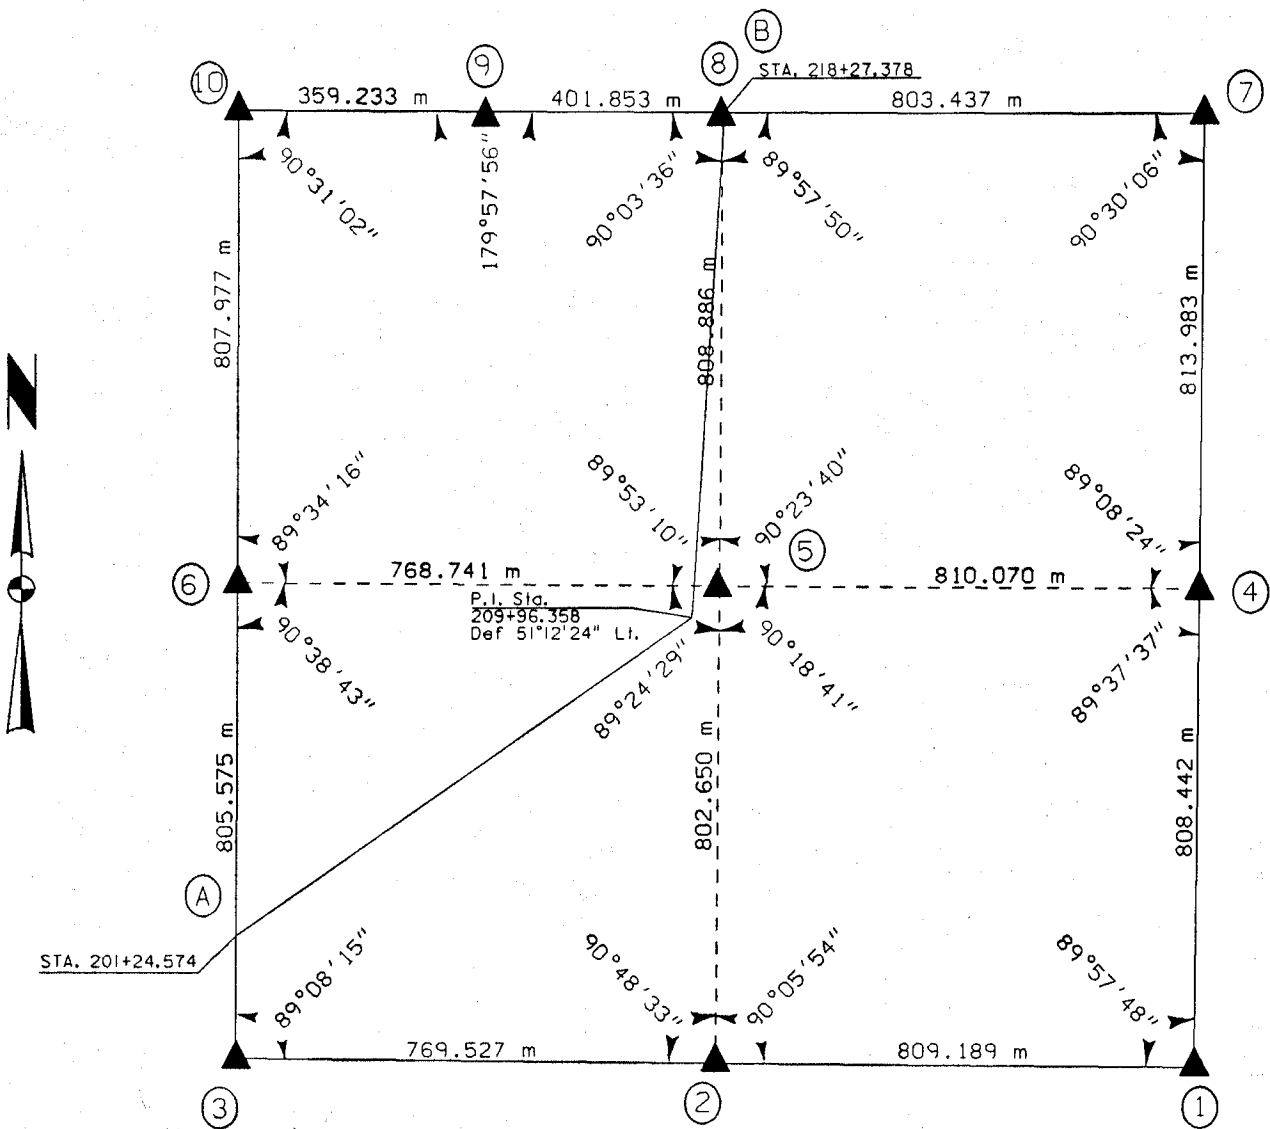 B
10
9
8
STA. 218+27.378
7
359.233 m
401.853 m
803.437 m
90°31'02"
179°57'56"
90°03'36"
89°57'50"
90°30'06"
807.977 m
808.886 m
813.983 m
N
89°34'16"
89°53'10"
90°23'40"
89°08'24"
6
768.741 m
5
810.070 m
4
P.I. Sta.
209+96.358
Def 51°12'24" Lt.
90°38'43"
89°24'29"
90°18'41"
89°37'37"
805.575 m
802.650 m
808.442 m
A
STA. 201+24.574
89°08'15"
90°48'33"
90°05'54"
89°57'48"
769.527 m
809.189 m
3
2
1